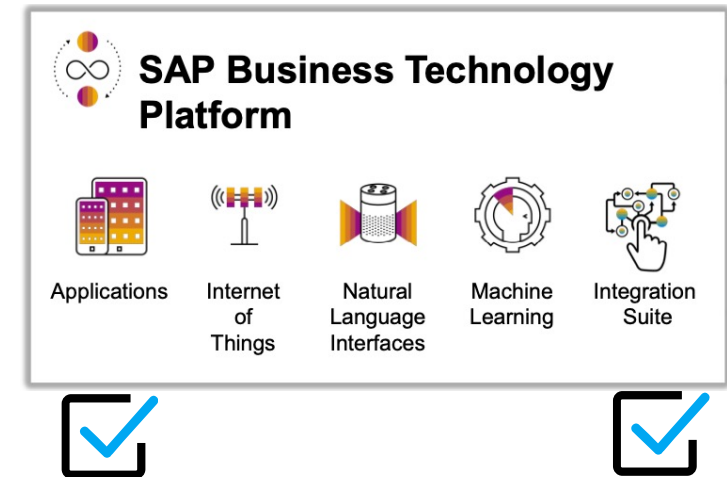 SAP Business Technology
Platform
Applications
Internet
of
Things
Natural
Language
Interfaces
Machine
Learning
Integration
Suite